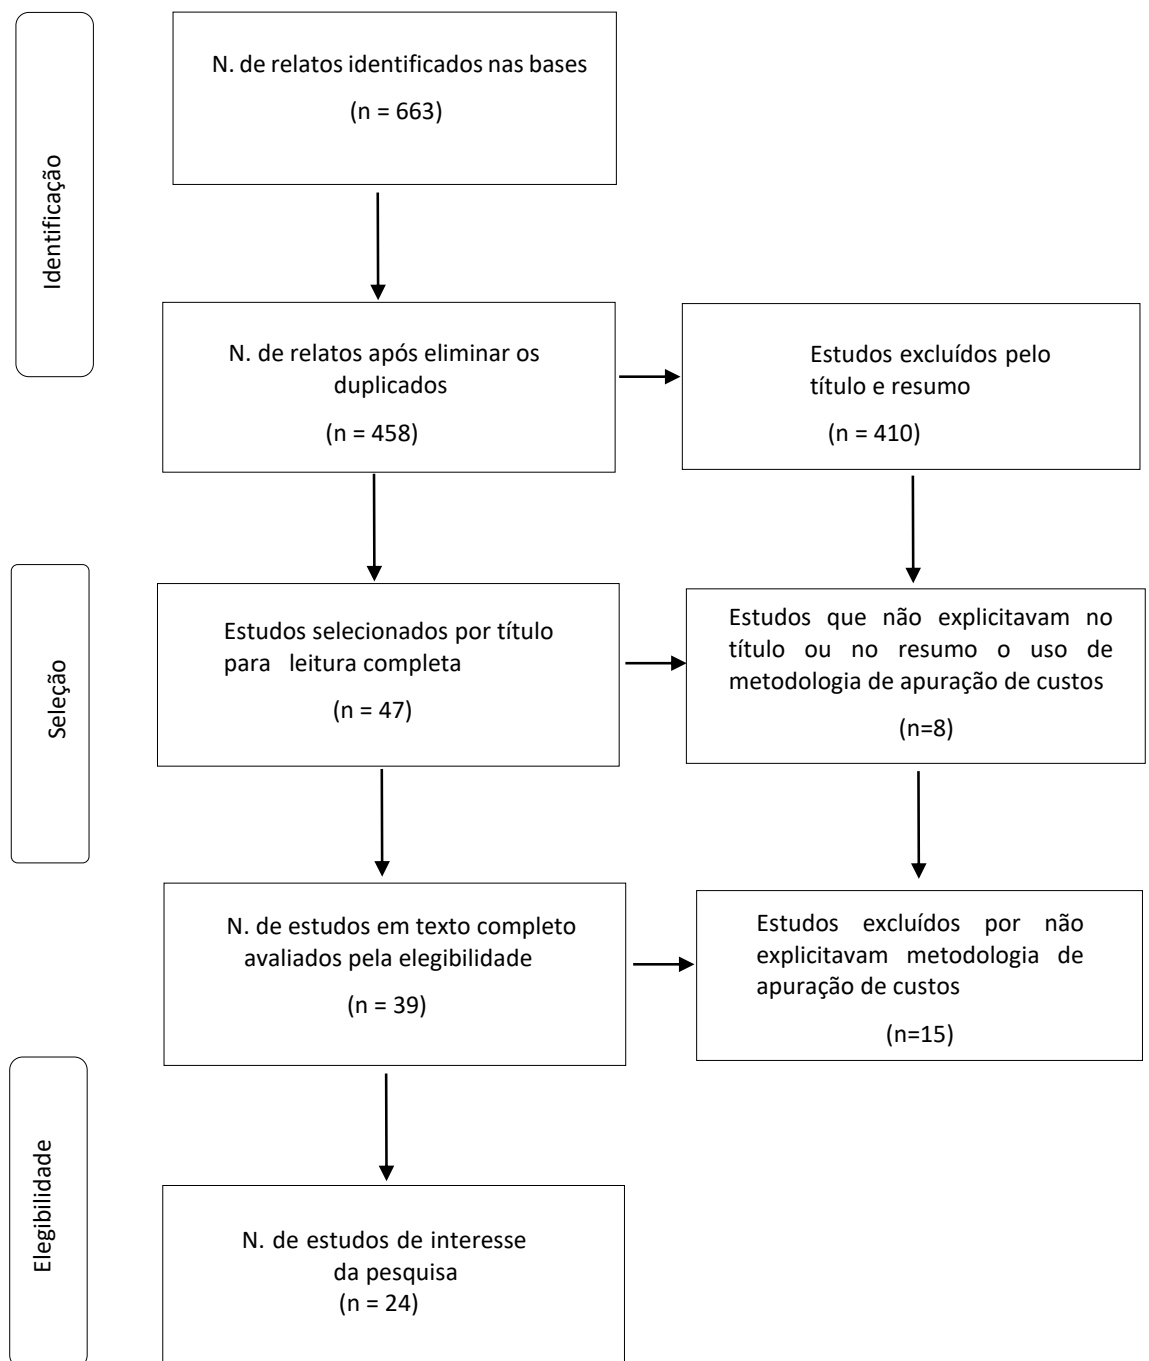 Identificação
N. de relatos identificados nas bases
(n = 663)
N. de relatos após eliminar os
duplicados
(n = 458)
Estudos excluídos pelo
título e resumo
(n = 410)
Seleção
Estudos selecionados por título
para leitura completa
(n = 47)
Estudos que não explicitavam no
título ou no resumo o uso de
metodologia de apuração de custos
(n=8)
N. de estudos em texto completo
avaliados pela elegibilidade
(n = 39)
Estudos excluídos por não
explicitavam metodologia de
apuração de custos
(n=15)
Elegibilidade
N. de estudos de interesse
da pesquisa
(n = 24)